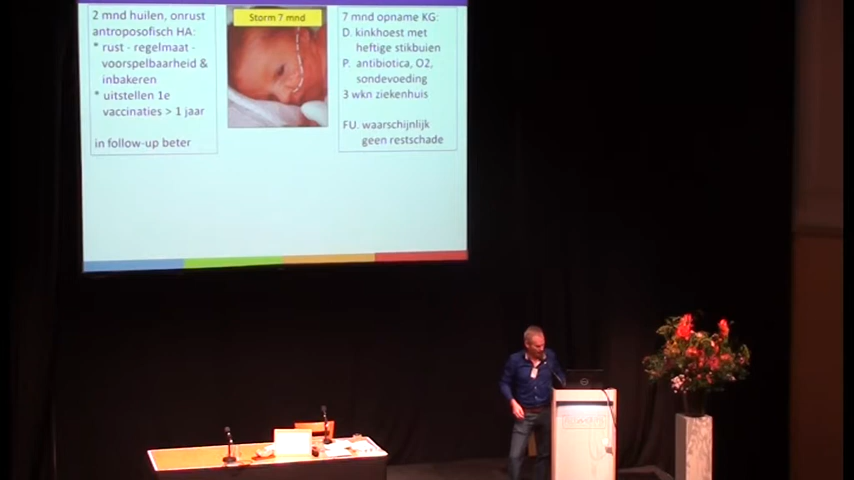 2 mnd huilen, onrust
antroposofisch HA:
* rust - regelmaat -
voorspelbaarheid &
inbakeren
* uitstellen 1e
vaccinaties > 1 jaar
in follow-up beter
Storm 7 mnd
7 mnd opname KG:
D. kinkhoest met
heftige stikbuien
P. antibiotica, O2,
sondevoeding
3 wkn ziekenhuis
FU. waarschijnlijk
geen restschade